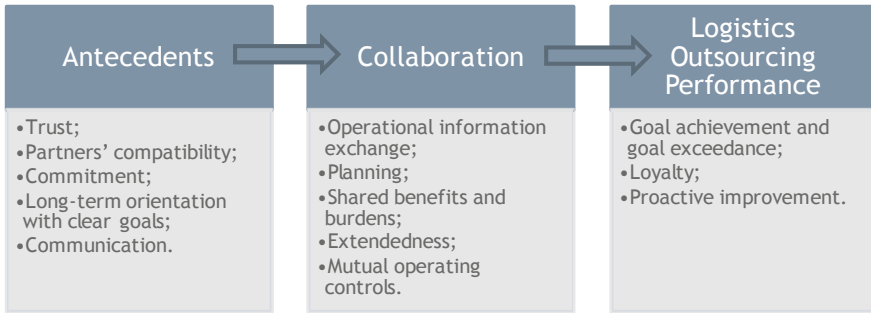 Antecedents
•Trust;
•Partners’ compatibility;
•Commitment;
•Long-term orientation
with clear goals;
•Communication.
Collaboration
•Operational information
exchange;
•Planning;
•Shared benefits and
burdens;
•Extendedness;
•Mutual operating
controls.
Logistics
Outsourcing
Performance
•Goal achievement and
goal exceedance;
•Loyalty;
•Proactive improvement.